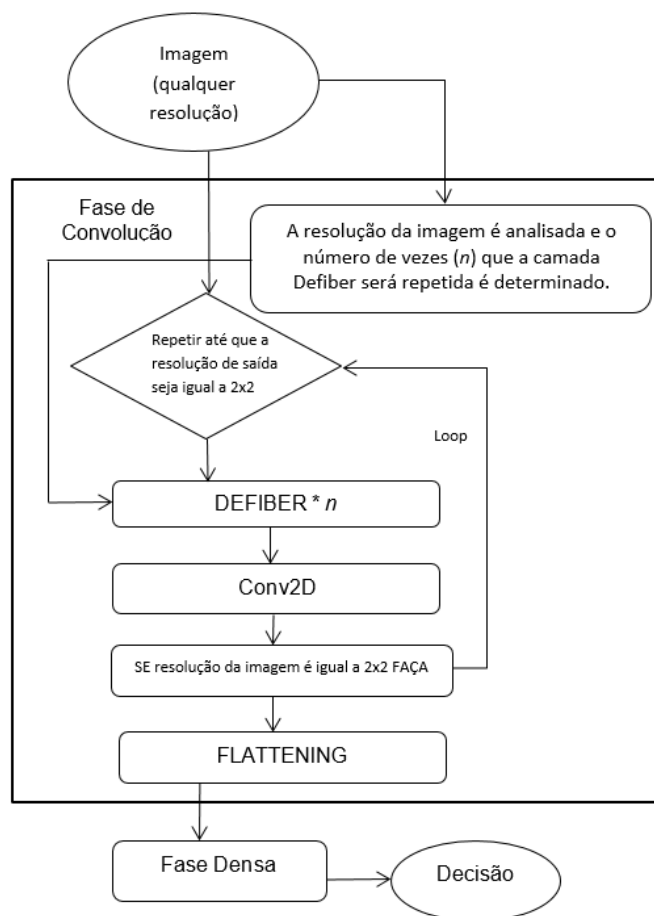 Imagem
(qualquer
resolução)
Fase de
Convolução
A resolução da imagem é analisada e o
número de vezes (n) que a camada
Defiber será repetida é determinado.
Repetir até que a
resolução de saída
seja igual a 2x2
Loop
DEFIBER * n
Conv2D
SE resolução da imagem é igual a 2x2 FAÇA
FLATTENING
Fase Densa
Decisão